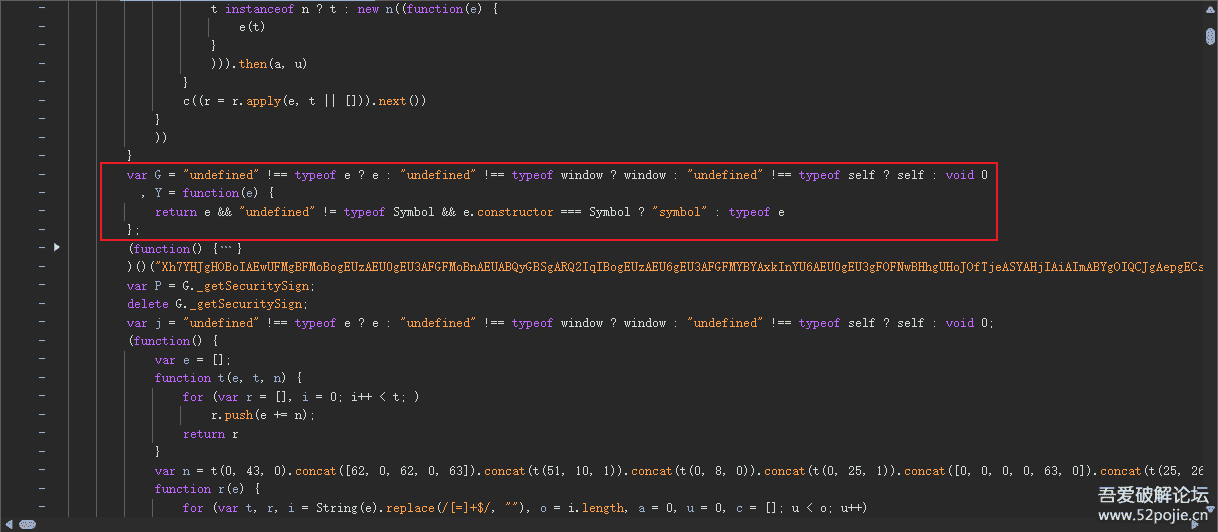 t instanceof n ? t : new n((function(e) {
e(t)
}
))).then(a, u)
}
c((r = r.apply(e, t || [])).next())
}
))
}
var G = "undefined" !== typeof e ? e : "undefined" !== typeof window ? window : "undefined" !== typeof self ? self : void 0
, Y = function(e) {
return e && "undefined" != typeof Symbol && e.constructor === Symbol ? "symbol" : typeof e
};
(function() {…}
)()("Xh7YHJgHOBoIAEwUFMgBFMoBogEUzAEUOgEU3AFGFMoBnAEUABQyGBSgARQ2IqIBogEUzAEU6gEU3AFGFMYBYAxkInYU6AEUOgEU3gFOFNwBHhgUHoJOfTjeASYAHjIAiAImABYgOIQCJgAepgECs
var P = G._getSecuritySign;
delete G._getSecuritySign;
var j = "undefined" !== typeof e ? e : "undefined" !== typeof window ? window : "undefined" !== typeof self ? self : void 0;
(function() {
var e = [];
function t(e, t, n) {
for (var r = [], i = 0; i++ < t; )
r.push(e += n);
return r
}
var n = t(0, 43, 0).concat([62, 0, 62, 0, 63]).concat(t(51, 10, 1)).concat(t(0, 8, 0)).concat(t(0, 25, 1)).concat([0, 0, 0, 0, 63, 0]).concat(t(25, 26
function r(e) {
for (var t, r, i = String(e).replace(/[=]+$/, ""), o = i.length, a = 0, u = 0, c = []; u < o; u++)
吾爱破解论坛
www.52pojie.cn